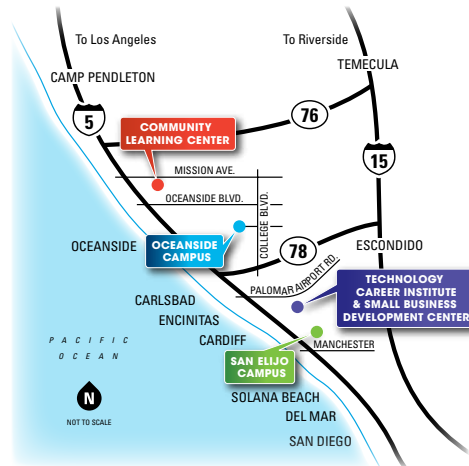 To Los Angeles
To Riverside
TEMECULA
CAMP PENDLETON
5
76
COMMUNITY
LEARNING CENTER
15
MISSION AVE.
OCEANSIDE BLVD.
COLLEGE BLVD.
OCEANSIDE
OCEANSIDE
CAMPUS
78
ESCONDIDO
PALOMAR AIRPORT RD.
TECHNOLOGY
CAREER INSTITUTE
& SMALL BUSINESS
DEVELOPMENT CENTER
CARLSBAD
ENCINITAS
CARDIFF
PACIFIC
OCEAN
MANCHESTER
SAN ELIJO
CAMPUS
N
NOT TO SCALE
SOLANA BEACH
DEL MAR
SAN DIEGO